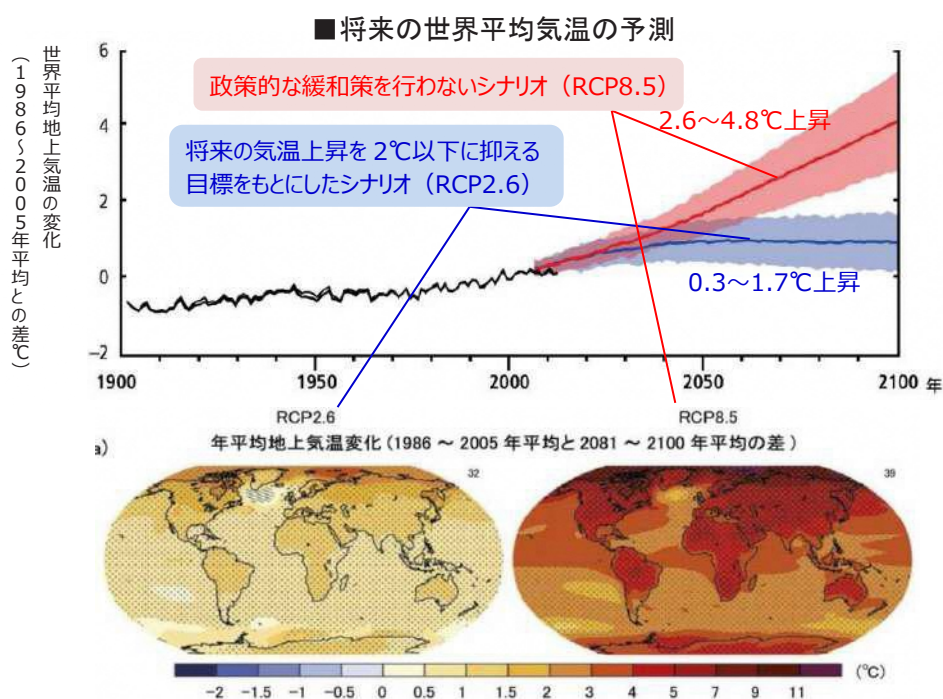 ■将来の世界平均気温の予測
世界平均地上気温の変化
（1986～2005年平均との差℃）
6
4
2
0
−2
政策的な緩和策を行わないシナリオ（RCP8.5）
2.6～4.8℃上昇
将来の気温上昇を 2℃以下に抑える
目標をもとにしたシナリオ（RCP2.6）
0.3～1.7℃上昇
1900 1950 2000 2050 2100 年
RCP2.6 RCP8.5
a) 年平均地上気温変化（1986 ～ 2005 年平均と 2081 ～ 2100 年平均の差）
32 39
−2 −1.5 −1 −0.5 0 0.5 1 1.5 2 3 4 5 7 9 11 (℃)